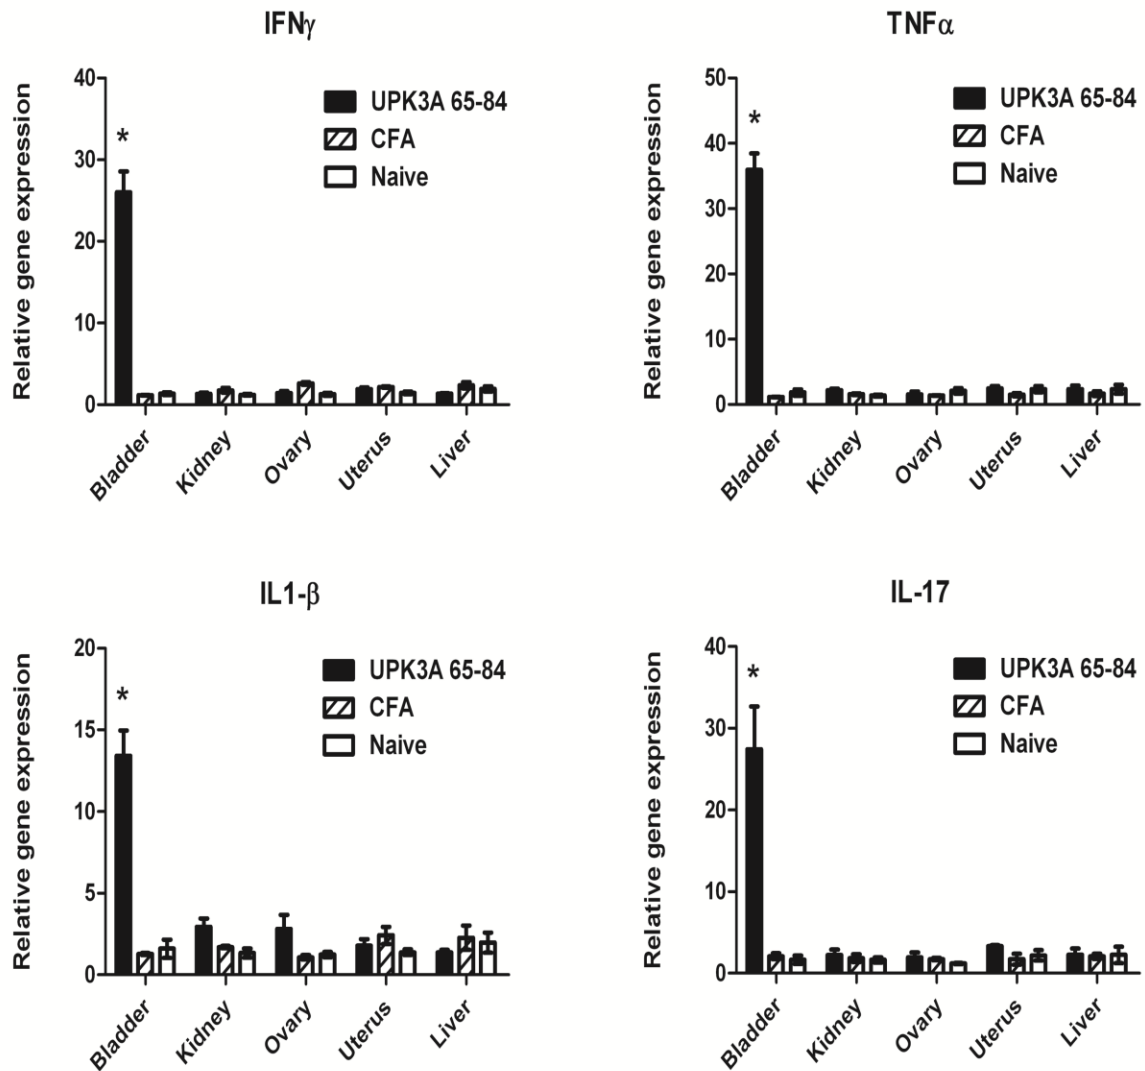 IFNγ
Relative gene expression
40
30
20
10
0
*
UPK3A 65-84
CFA
Naive
Bladder
Kidney
Ovary
Uterus
Liver
TNFα
Relative gene expression
50
40
30
20
10
0
*
UPK3A 65-84
CFA
Naive
Bladder
Kidney
Ovary
Uterus
Liver
IL1-β
Relative gene expression
20
15
10
5
0
*
UPK3A 65-84
CFA
Naive
Bladder
Kidney
Ovary
Uterus
Liver
IL-17
Relative gene expression
40
30
20
10
0
*
UPK3A 65-84
CFA
Naive
Bladder
Kidney
Ovary
Uterus
Liver